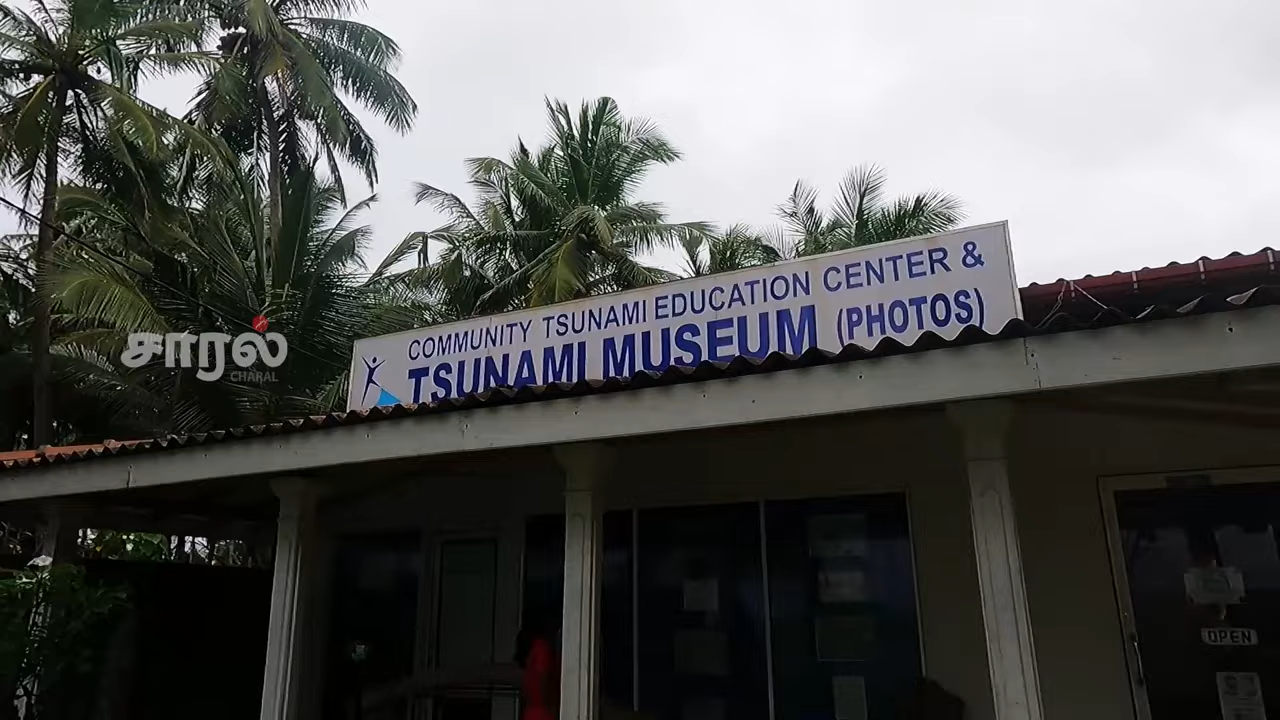 COMMUNITY TSUNAMI EDUCATION CENTER &
TSUNAMI MUSEUM (PHOTOS)
சாரல்
CHARAL
OPEN